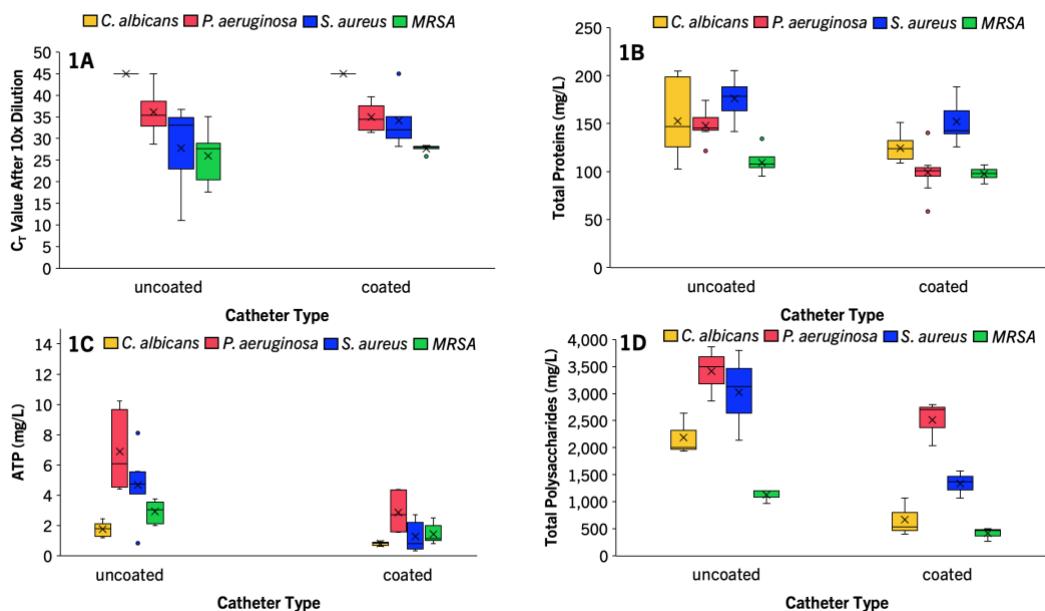 C. albicans P. aeruginosa S. aureus MRSA
1A
C_T Value After 10x Dilution
50
45
40
35
30
25
20
15
10
5
0
uncoated coated
Catheter Type
C. albicans P. aeruginosa S. aureus MRSA
1B
Total Proteins (mg/L)
250
200
150
100
50
0
uncoated coated
Catheter Type
1C
C. albicans P. aeruginosa S. aureus MRSA
ATP (mg/L)
14
12
10
8
6
4
2
0
uncoated coated
Catheter Type
1D
C. albicans P. aeruginosa S. aureus MRSA
Total Polysaccharides (mg/L)
4,000
3,500
3,000
2,500
2,000
1,500
1,000
500
0
uncoated coated
Catheter Type